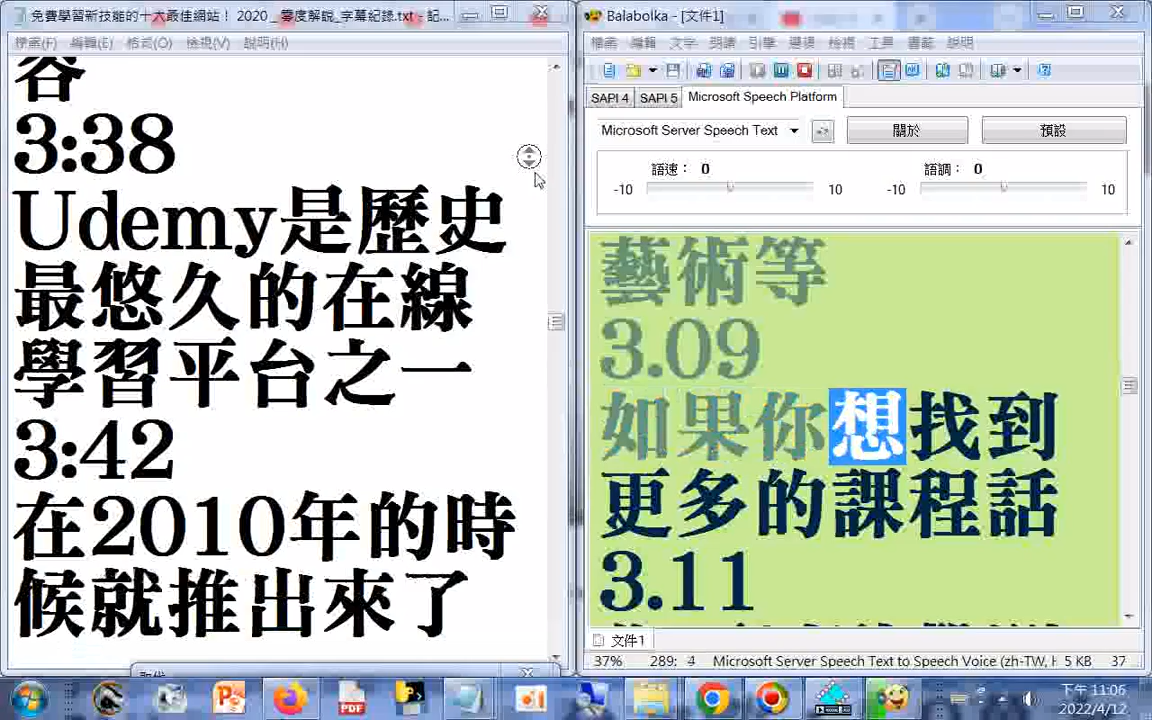 免費學習新技能的十大最佳網站！ 2020 _ 零度解說_字幕紀錄.txt - 記...
檔案(F) 編輯(E) 格式(O) 檢視(V) 說明(H)
容
3:38
Udemy是歷史
最悠久的在線
學習平台之一
3:42
在2010年的時
候就推出來了
取代
Balabolka - [文件1]
檔案 編輯 文字 朗讀 引擎 選項 檢視 工具 書籤 說明
SAPI 4 SAPI 5 Microsoft Speech Platform
Microsoft Server Speech Text 關於 預設
語速： 0 語調： 0
-10 10 -10 10
藝術等
3.09
如果你想找到
更多的課程話
3.11
文件1
37% 289: 4 Microsoft Server Speech Text to Speech Voice (zh-TW, H 5 KB 37
PDF
下午 11:06
2022/4/12